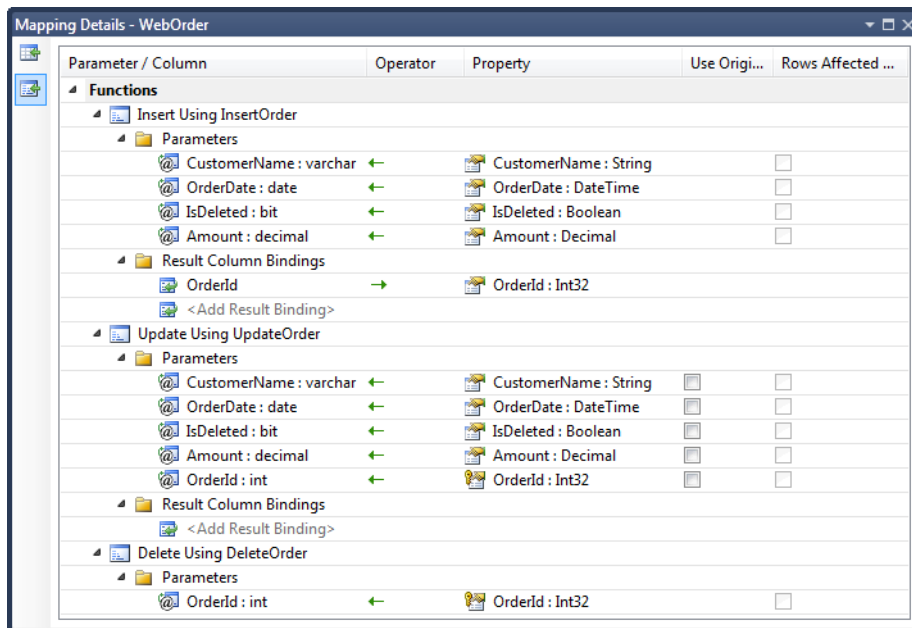 Mapping Details - WebOrder
Parameter / Column Operator Property Use Origi... Rows Affected ...
Functions
Insert Using InsertOrder
Parameters
CustomerName : varchar ← CustomerName : String
OrderDate : date ← OrderDate : DateTime
IsDeleted : bit ← IsDeleted : Boolean
Amount : decimal ← Amount : Decimal
Result Column Bindings
OrderId → OrderId : Int32
<Add Result Binding>
Update Using UpdateOrder
Parameters
CustomerName : varchar ← CustomerName : String
OrderDate : date ← OrderDate : DateTime
IsDeleted : bit ← IsDeleted : Boolean
Amount : decimal ← Amount : Decimal
OrderId : int ← OrderId : Int32
Result Column Bindings
<Add Result Binding>
Delete Using DeleteOrder
Parameters
OrderId : int ← OrderId : Int32